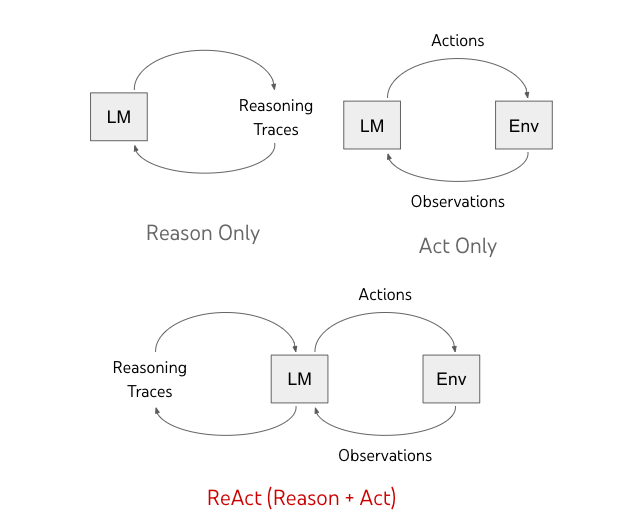 LM
Reasoning
Traces
Reason Only
Actions
LM
Env
Observations
Act Only
Reasoning
Traces
LM
Actions
Env
Observations
ReAct (Reason + Act)